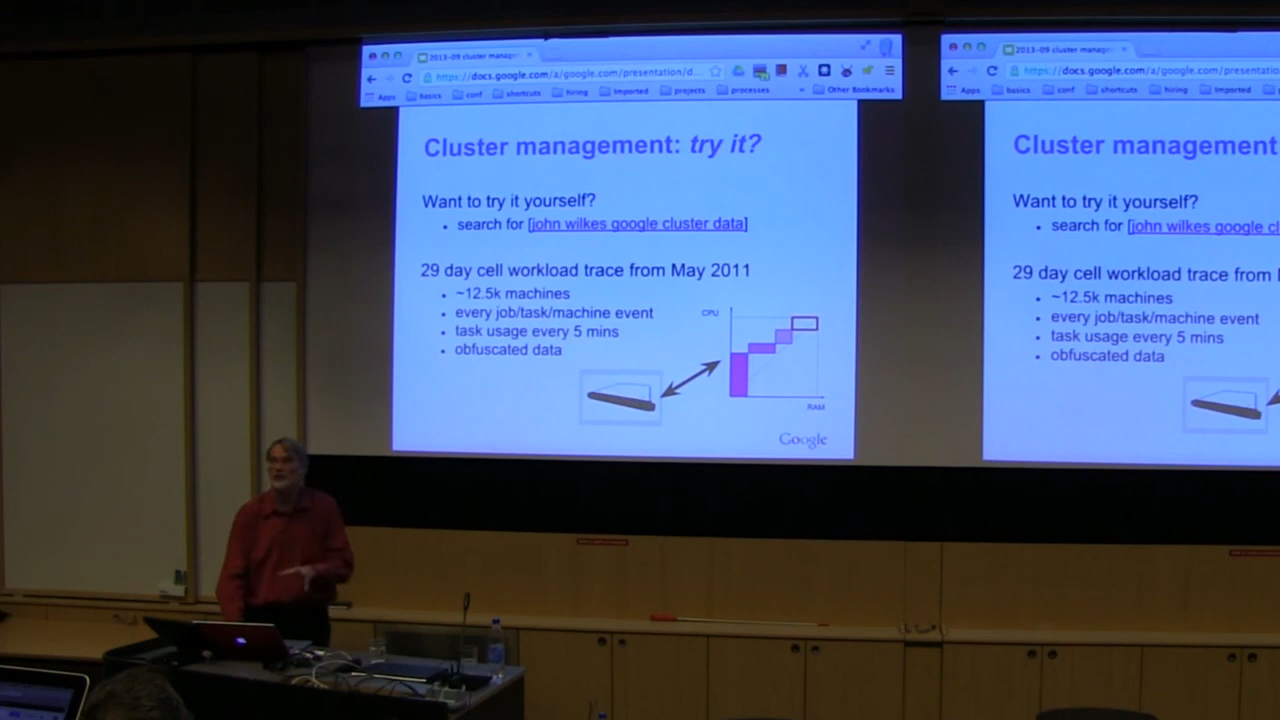 2013-09 cluster manage
https://docs.google.com/a/google.com/presentation/d...
Apps basics conf shortcuts hiring Imported projects processes » Other Bookmarks
Cluster management: try it?
Want to try it yourself?
• search for [john wilkes google cluster data]
29 day cell workload trace from May 2011
• ~12.5k machines
• every job/task/machine event
• task usage every 5 mins
• obfuscated data
CPU
RAM
Google
2013-09 cluster manage
https://docs.google.com/a/google.com/presentatio
Apps basics conf shortcuts hiring Imported
Cluster management
Want to try it yourself?
• search for [john wilkes google cl
29 day cell workload trace from
• ~12.5k machines
• every job/task/machine event
• task usage every 5 mins
• obfuscated data